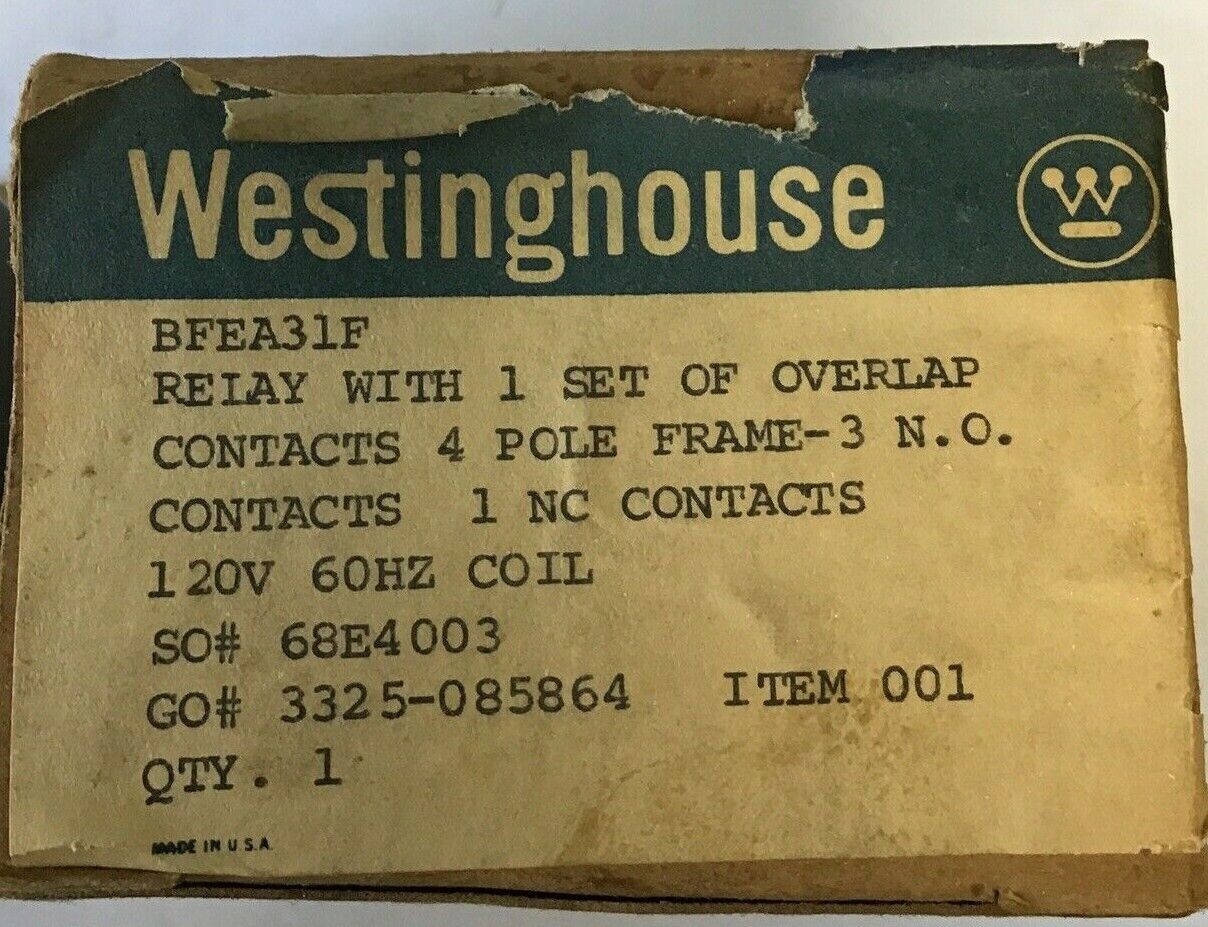 Westinghouse
BFEA31F
RELAY WITH 1 SET OF OVERLAP
CONTACTS 4 POLE FRAME-3 N.O.
CONTACTS 1 NC CONTACTS
120V 60HZ COIL
SO# 68E4003
GO# 3325-085864 ITEM 001
QTY. 1
MADE IN U.S.A.